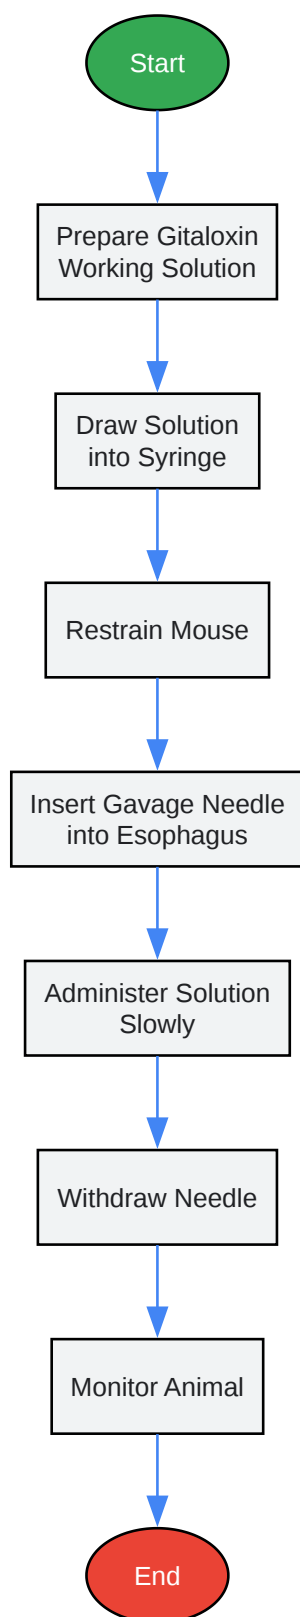 Start
Prepare Gitaloxin
Working Solution
Draw Solution
into Syringe
Restrain Mouse
Insert Gavage Needle
into Esophagus
Administer Solution
Slowly
Withdraw Needle
Monitor Animal
End